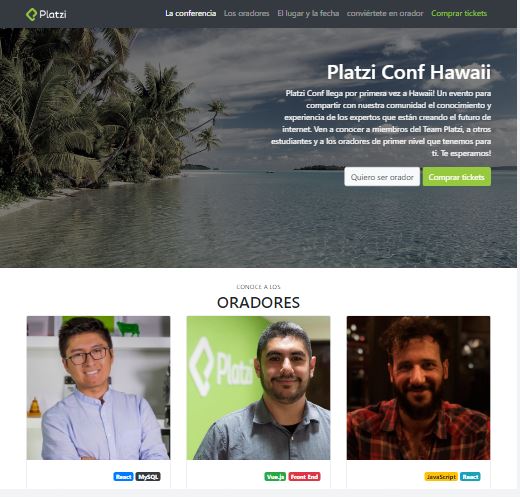 Platzi
La conferencia Los oradores El lugar y la fecha conviértete en orador Comprar tickets
Platzi Conf Hawaii
Platzi Conf llega por primera vez a Hawaii! Un evento para
compartir con nuestra comunidad el conocimiento y
experiencia de los expertos que están creando el futuro de
internet. Ven a conocer a miembros del Team Platzi, a otros
estudiantes y a los oradores de primer nivel que tenemos para
ti. Te esperamos!
Quiero ser orador Comprar tickets
CONOCE A LOS
ORADORES
Platzi
React MySQL
Vue.js Front End
JavaScript React